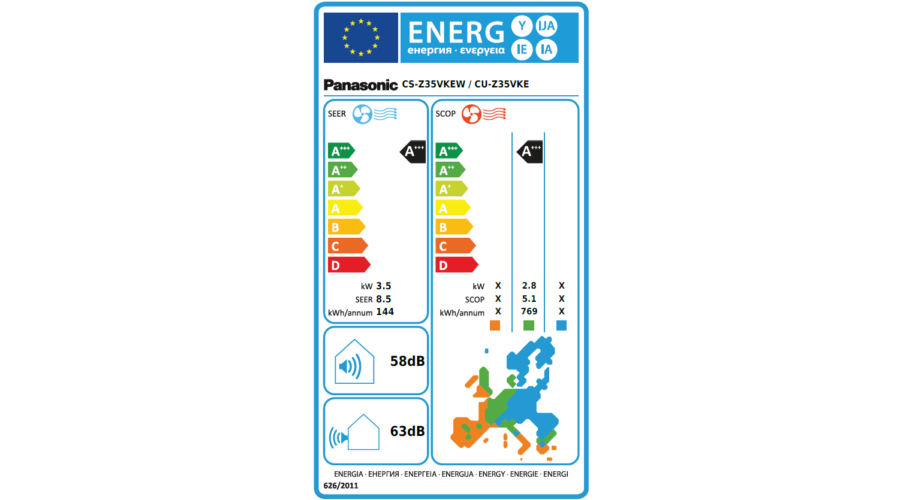 ENERG Y IJA
енергия · ενεργεια IE IA
Panasonic CS-Z35VKEW / CU-Z35VKE
SEER
A+++ A+++
A++
A+
A
B
C
D
kW 3.5
SEER 8.5
kWh/annum 144
SCOP
A+++ A+++
A++
A+
A
B
C
D
kW X 2.8 X
SCOP X 5.1 X
kWh/annum X 769 X
58dB
63dB
ENERGIA · ЕНЕРГИЯ · ΕΝΕΡΓΕΙΑ · ENERGIJA · ENERGY · ENERGIE · ENERGI
626/2011